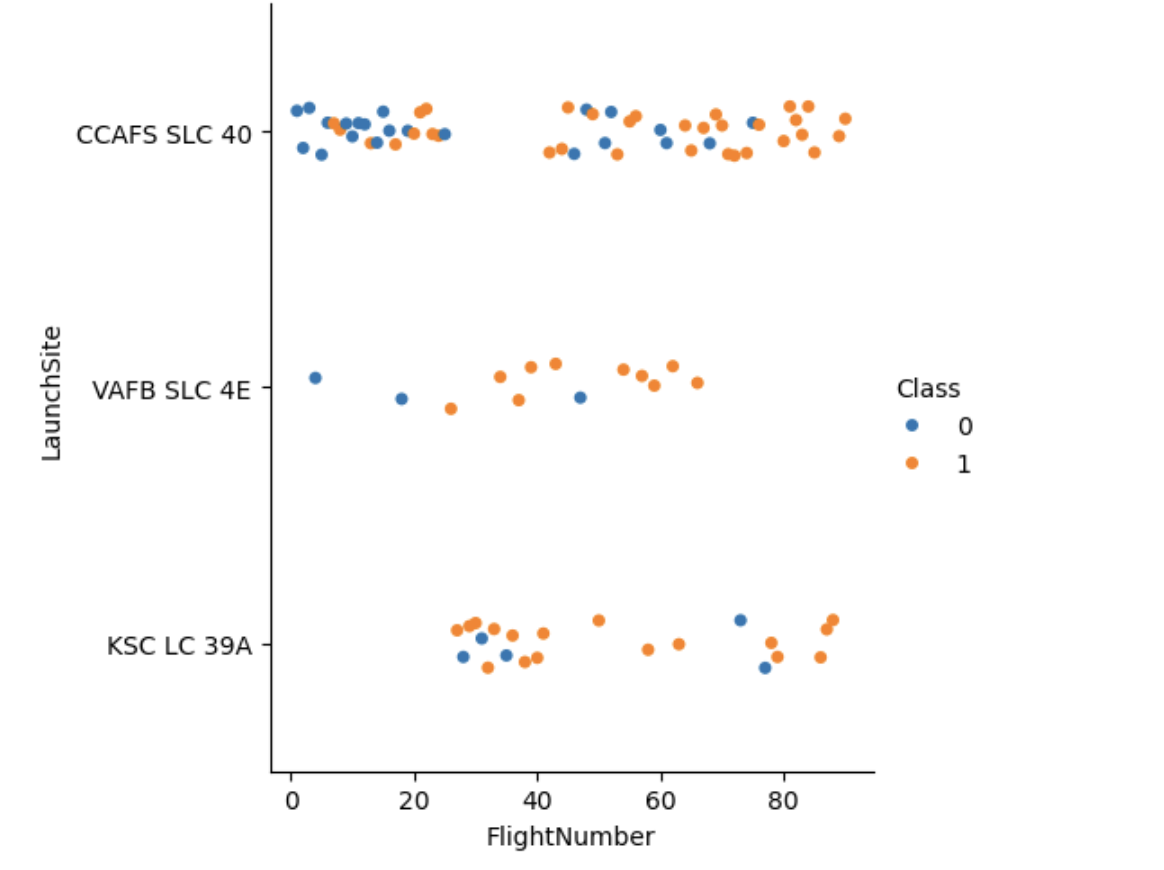 CCAFS SLC 40
VAFB SLC 4E
KSC LC 39A
LaunchSite
0 20 40 60 80
FlightNumber
Class
0
1